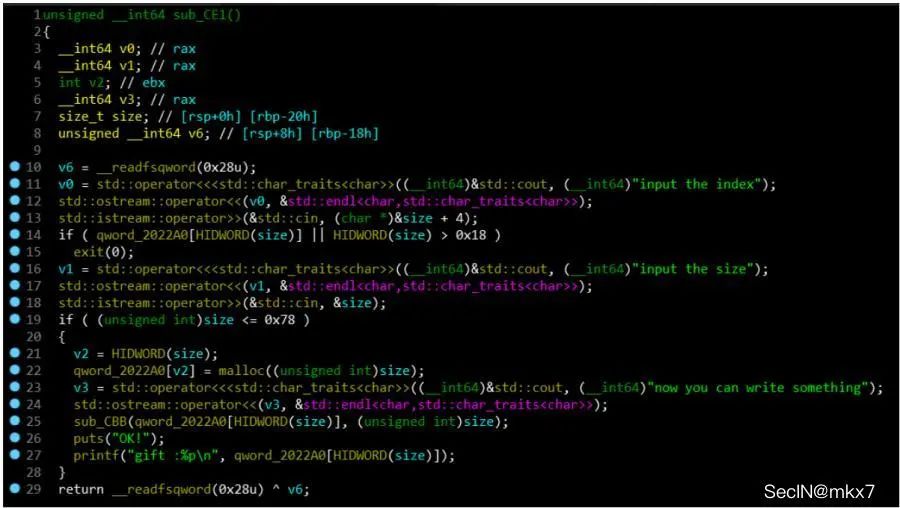 1 unsigned __int64 sub_CE1()
2 {
3 __int64 v0; // rax
4 __int64 v1; // rax
5 int v2; // ebx
6 __int64 v3; // rax
7 size_t size; // [rsp+0h] [rbp-20h]
8 unsigned __int64 v6; // [rsp+8h] [rbp-18h]
9
10 v6 = __readfsqword(0x28u);
11 v0 = std::operator<<<std::char_traits<char>>((__int64)&std::cout, (__int64)"input the index");
12 std::ostream::operator<<(v0, &std::endl<char,std::char_traits<char>>);
13 std::istream::operator>>(&std::cin, (char *)&size + 4);
14 if ( qword_2022A0[HIDWORD(size)] || HIDWORD(size) > 0x18 )
15 exit(0);
16 v1 = std::operator<<<std::char_traits<char>>((__int64)&std::cout, (__int64)"input the size");
17 std::ostream::operator<<(v1, &std::endl<char,std::char_traits<char>>);
18 std::istream::operator>>(&std::cin, &size);
19 if ( (unsigned int)size <= 0x78 )
20 {
21 v2 = HIDWORD(size);
22 qword_2022A0[v2] = malloc((unsigned int)size);
23 v3 = std::operator<<<std::char_traits<char>>((__int64)&std::cout, (__int64)"now you can write something");
24 std::ostream::operator<<(v3, &std::endl<char,std::char_traits<char>>);
25 sub_CBB(qword_2022A0[HIDWORD(size)], (unsigned int)size);
26 puts("OK!");
27 printf("gift :%p\n", qword_2022A0[HIDWORD(size)]);
28 }
29 return __readfsqword(0x28u) ^ v6;
SecIN@mkx7